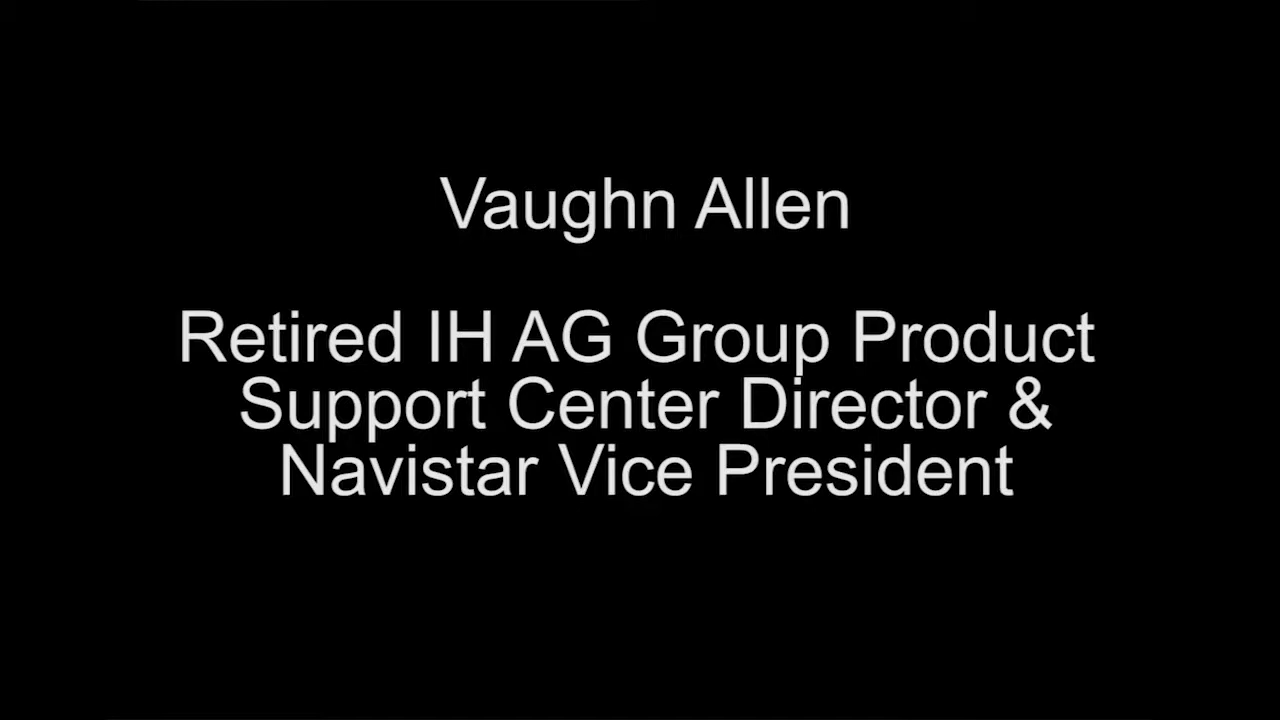 Vaughn Allen
Retired IH AG Group Product
Support Center Director &
Navistar Vice President